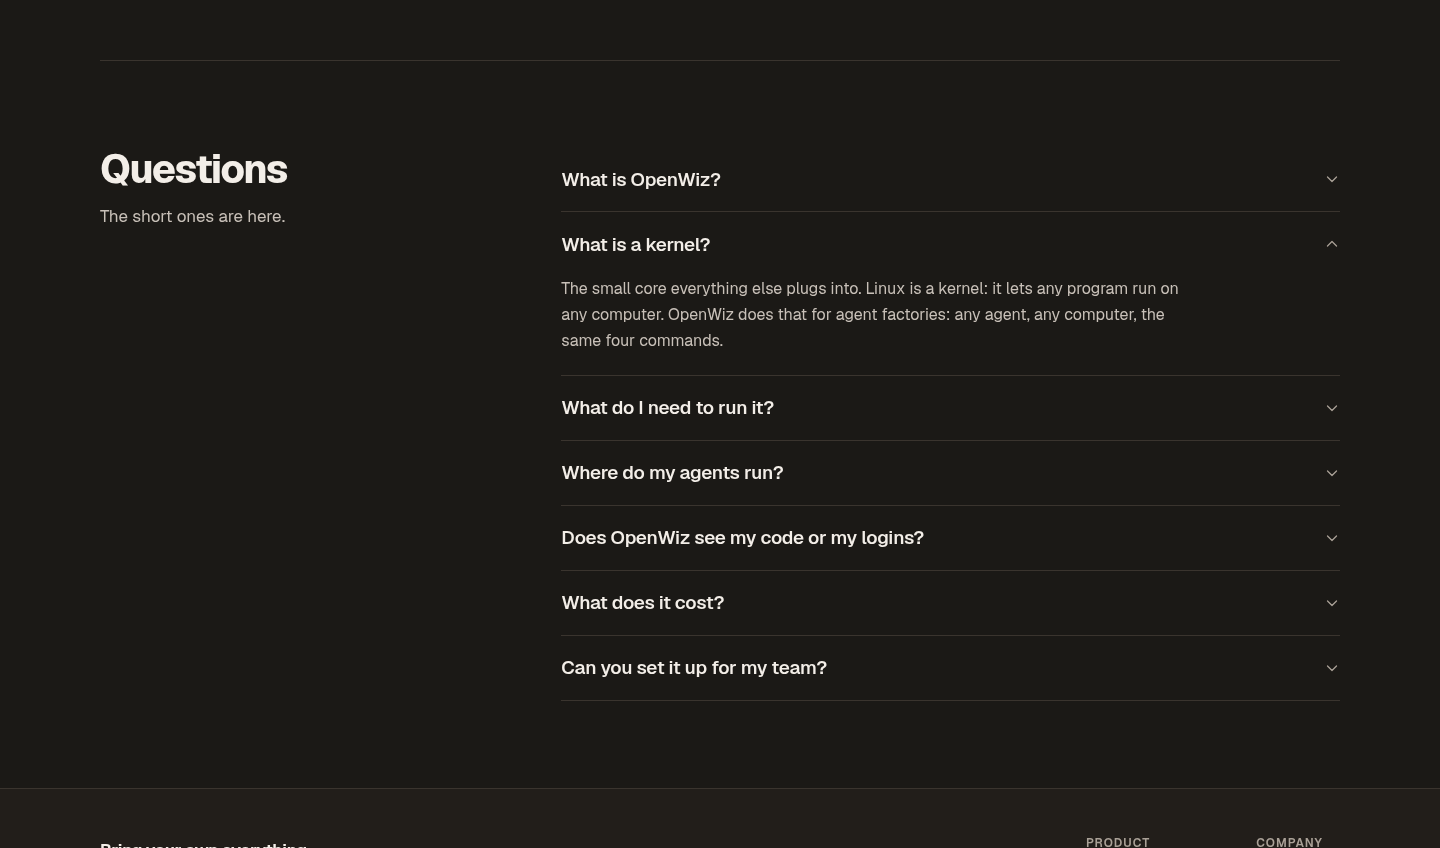 Questions
The short ones are here.
What is OpenWiz?
What is a kernel?
The small core everything else plugs into. Linux is a kernel: it lets any program run on
any computer. OpenWiz does that for agent factories: any agent, any computer, the
same four commands.
What do I need to run it?
Where do my agents run?
Does OpenWiz see my code or my logins?
What does it cost?
Can you set it up for my team?
Bring your own everything
PRODUCT
COMPANY